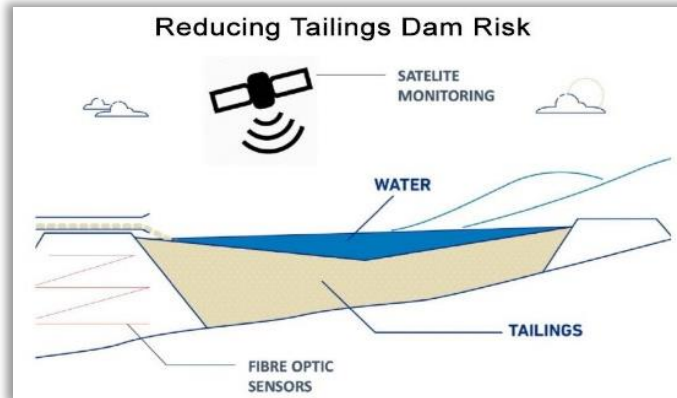 Reducing Tailings Dam Risk
SATELITE
MONITORING
WATER
TAILINGS
FIBRE OPTIC
SENSORS